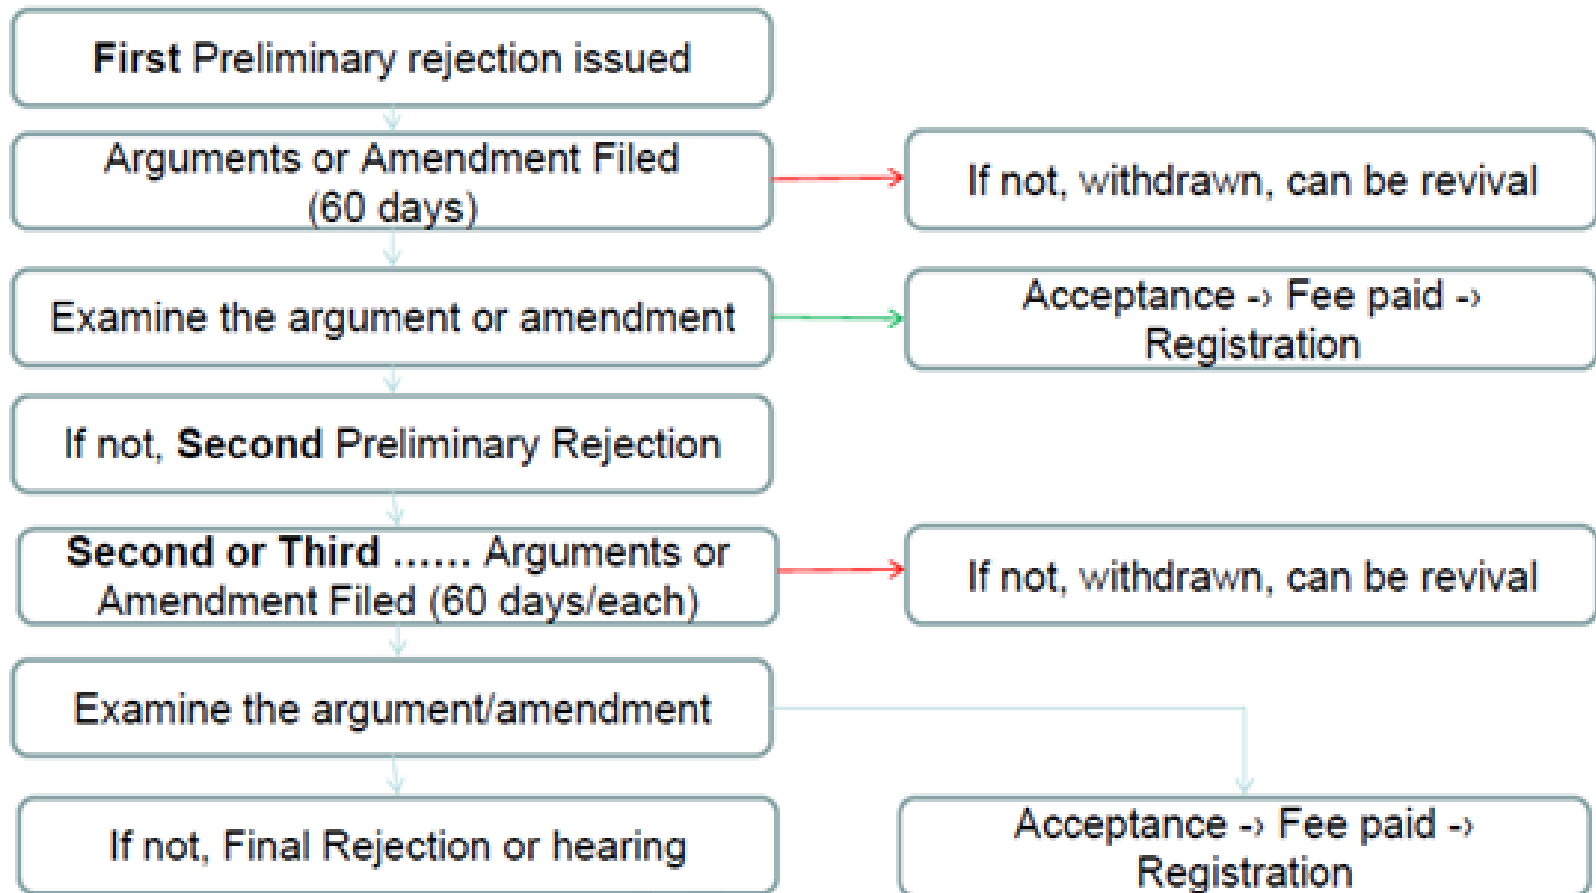 First Preliminary rejection issued
Arguments or Amendment Filed
(60 days)
If not, withdrawn, can be revival
Examine the argument or amendment
Acceptance -› Fee paid -›
Registration
If not, Second Preliminary Rejection
Second or Third ...... Arguments or
Amendment Filed (60 days/each)
If not, withdrawn, can be revival
Examine the argument/amendment
If not, Final Rejection or hearing
Acceptance -› Fee paid -›
Registration